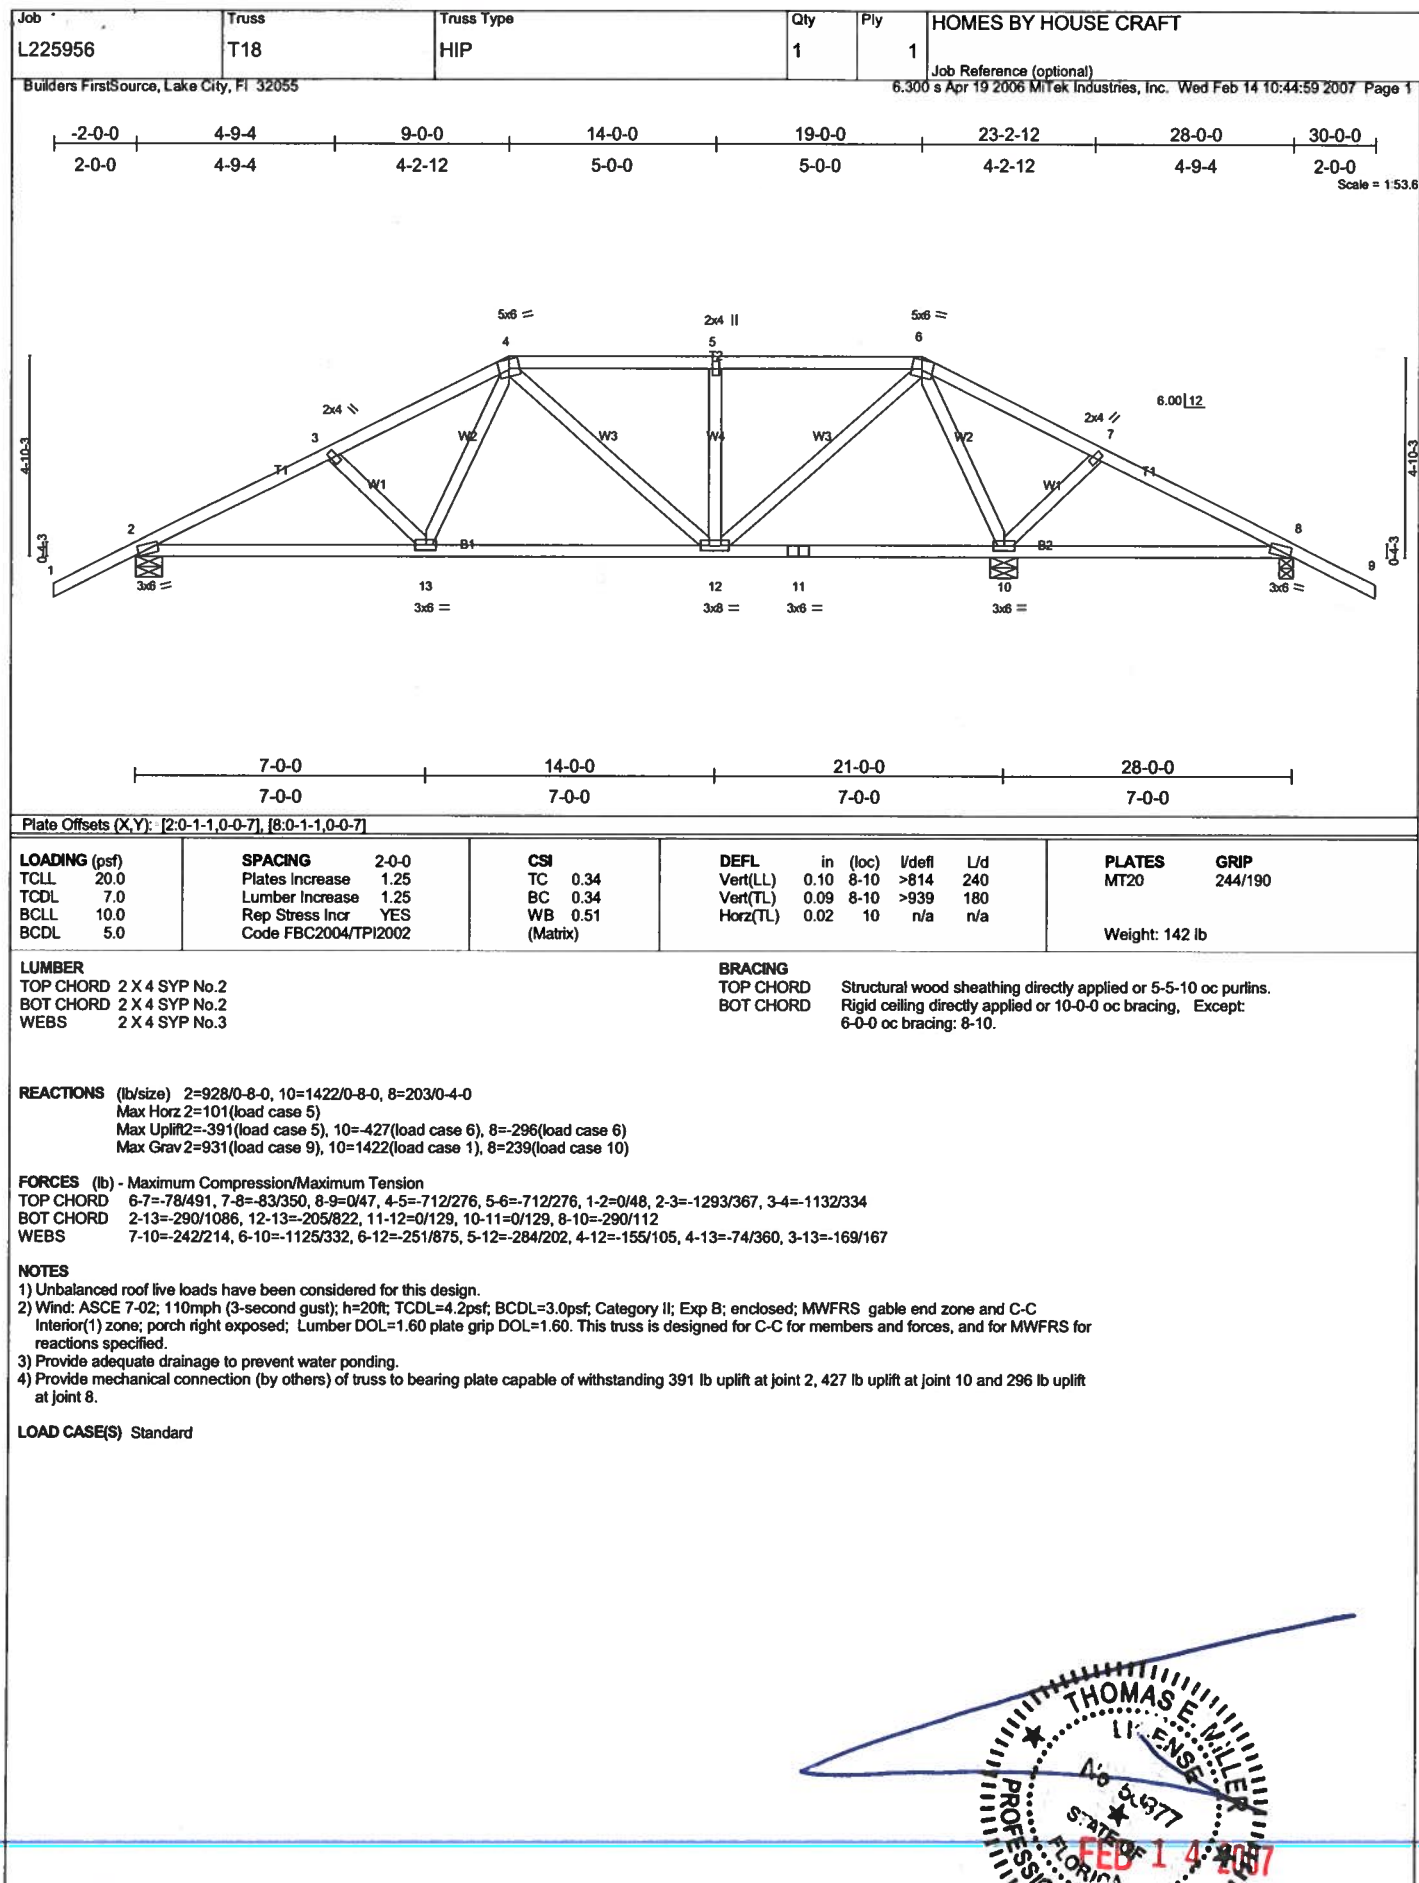 Job Truss Truss Type Qty Ply HOMES BY HOUSE CRAFT
L225956 T18 HIP 1 1
Job Reference (optional)
Builders FirstSource, Lake City, Fl 32055 6.300 s Apr 19 2006 MiTek Industries, Inc. Wed Feb 14 10:44:59 2007 Page 1
-2-0-0 4-9-4 9-0-0 14-0-0 19-0-0 23-2-12 28-0-0 30-0-0
2-0-0 4-9-4 4-2-12 5-0-0 5-0-0 4-2-12 4-9-4 2-0-0
Scale = 1:53.6
5x6 = 2x4 || 5x6 =
4 5 6
T2
6.00 12
2x4 \\ 2x4 //
3 7
W2 W3 W4 W3 W2
4-10-3 4-10-3
T1 W1 W1 T1
2 8
B1 B2
0-4-3 0-4-3
1 9
3x6 = 13 12 11 10 3x6 =
3x6 = 3x8 = 3x6 = 3x6 =
7-0-0 14-0-0 21-0-0 28-0-0
7-0-0 7-0-0 7-0-0 7-0-0
Plate Offsets (X,Y): [2:0-1-1,0-0-7], [8:0-1-1,0-0-7]
LOADING (psf) SPACING 2-0-0 CSI DEFL in (loc) l/defl L/d PLATES GRIP
TCLL 20.0 Plates Increase 1.25 TC 0.34 Vert(LL) 0.10 8-10 >814 240 MT20 244/190
TCDL 7.0 Lumber Increase 1.25 BC 0.34 Vert(TL) 0.09 8-10 >939 180
BCLL 10.0 Rep Stress Incr YES WB 0.51 Horz(TL) 0.02 10 n/a n/a
BCDL 5.0 Code FBC2004/TPI2002 (Matrix) Weight: 142 lb
LUMBER BRACING
TOP CHORD 2 X 4 SYP No.2 TOP CHORD Structural wood sheathing directly applied or 5-5-10 oc purlins.
BOT CHORD 2 X 4 SYP No.2 BOT CHORD Rigid ceiling directly applied or 10-0-0 oc bracing, Except:
WEBS 2 X 4 SYP No.3 6-0-0 oc bracing: 8-10.
REACTIONS (lb/size) 2=928/0-8-0, 10=1422/0-8-0, 8=203/0-4-0
Max Horz 2=101(load case 5)
Max Uplift2=-391(load case 5), 10=-427(load case 6), 8=-296(load case 6)
Max Grav 2=931(load case 9), 10=1422(load case 1), 8=239(load case 10)
FORCES (lb) - Maximum Compression/Maximum Tension
TOP CHORD 6-7=-78/491, 7-8=-83/350, 8-9=0/47, 4-5=-712/276, 5-6=-712/276, 1-2=0/48, 2-3=-1293/367, 3-4=-1132/334
BOT CHORD 2-13=-290/1086, 12-13=-205/822, 11-12=0/129, 10-11=0/129, 8-10=-290/112
WEBS 7-10=-242/214, 6-10=-1125/332, 6-12=-251/875, 5-12=-284/202, 4-12=-155/105, 4-13=-74/360, 3-13=-169/167
NOTES
1) Unbalanced roof live loads have been considered for this design.
2) Wind: ASCE 7-02; 110mph (3-second gust); h=20ft; TCDL=4.2psf; BCDL=3.0psf; Category II; Exp B; enclosed; MWFRS gable end zone and C-C
Interior(1) zone; porch right exposed; Lumber DOL=1.60 plate grip DOL=1.60. This truss is designed for C-C for members and forces, and for MWFRS for
reactions specified.
3) Provide adequate drainage to prevent water ponding.
4) Provide mechanical connection (by others) of truss to bearing plate capable of withstanding 391 lb uplift at joint 2, 427 lb uplift at joint 10 and 296 lb uplift
at joint 8.
LOAD CASE(S) Standard
THOMAS E. MILLER
LICENSE
STATE OF
FEB 14 2007